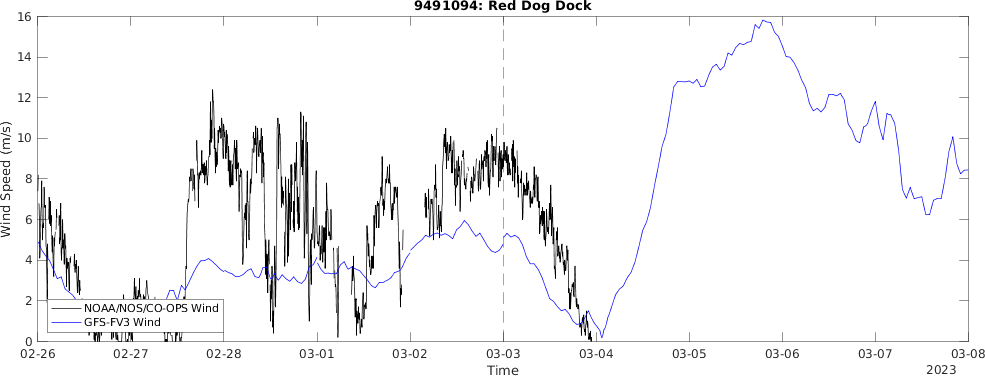 9491094: Red Dog Dock
Wind Speed (m/s)
16
14
12
10
8
6
4
2
0
NOAA/NOS/CO-OPS Wind
GFS-FV3 Wind
02-26 02-27 02-28 03-01 03-02 03-03 03-04 03-05 03-06 03-07 03-08
Time
2023